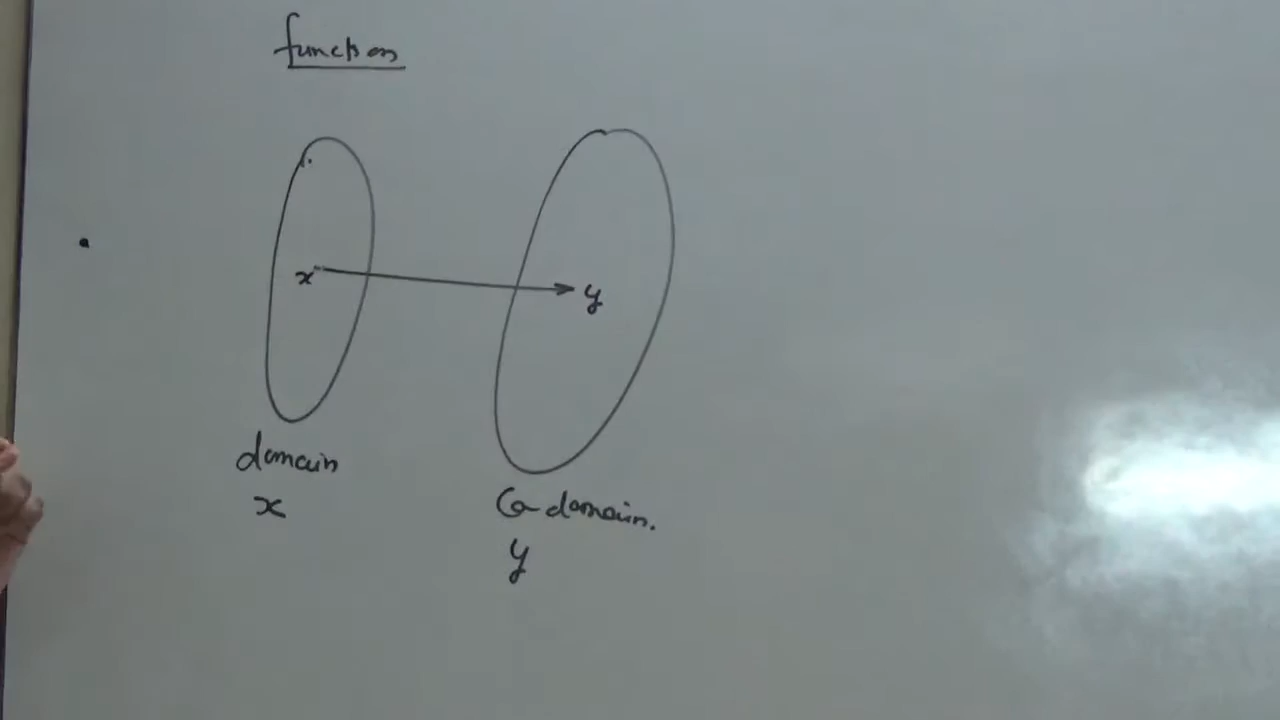 function
x
y
domain
x
Co-domain.
y